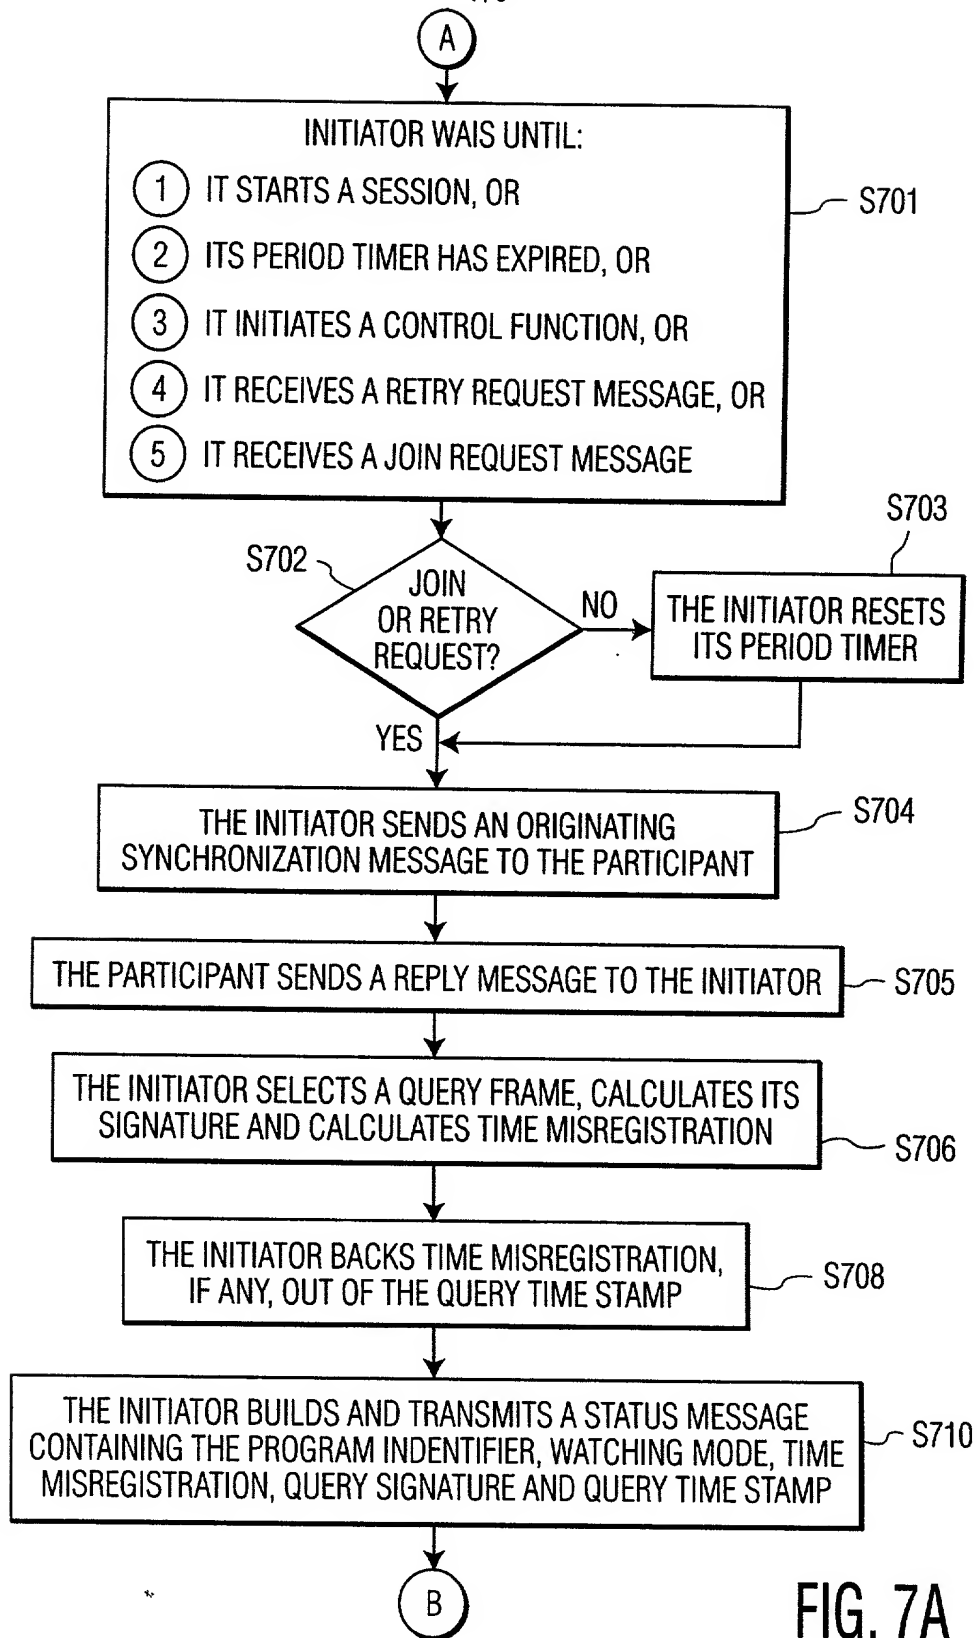 A
INITIATOR WAIS UNTIL:
1 IT STARTS A SESSION, OR
2 ITS PERIOD TIMER HAS EXPIRED, OR
3 IT INITIATES A CONTROL FUNCTION, OR
4 IT RECEIVES A RETRY REQUEST MESSAGE, OR
5 IT RECEIVES A JOIN REQUEST MESSAGE
S701
S702
JOIN
OR RETRY
REQUEST?
NO
S703
THE INITIATOR RESETS
ITS PERIOD TIMER
YES
THE INITIATOR SENDS AN ORIGINATING
SYNCHRONIZATION MESSAGE TO THE PARTICIPANT
S704
THE PARTICIPANT SENDS A REPLY MESSAGE TO THE INITIATOR
S705
THE INITIATOR SELECTS A QUERY FRAME, CALCULATES ITS
SIGNATURE AND CALCULATES TIME MISREGISTRATION
S706
THE INITIATOR BACKS TIME MISREGISTRATION,
IF ANY, OUT OF THE QUERY TIME STAMP
S708
THE INITIATOR BUILDS AND TRANSMITS A STATUS MESSAGE
CONTAINING THE PROGRAM INDENTIFIER, WATCHING MODE, TIME
MISREGISTRATION, QUERY SIGNATURE AND QUERY TIME STAMP
S710
B
FIG. 7A